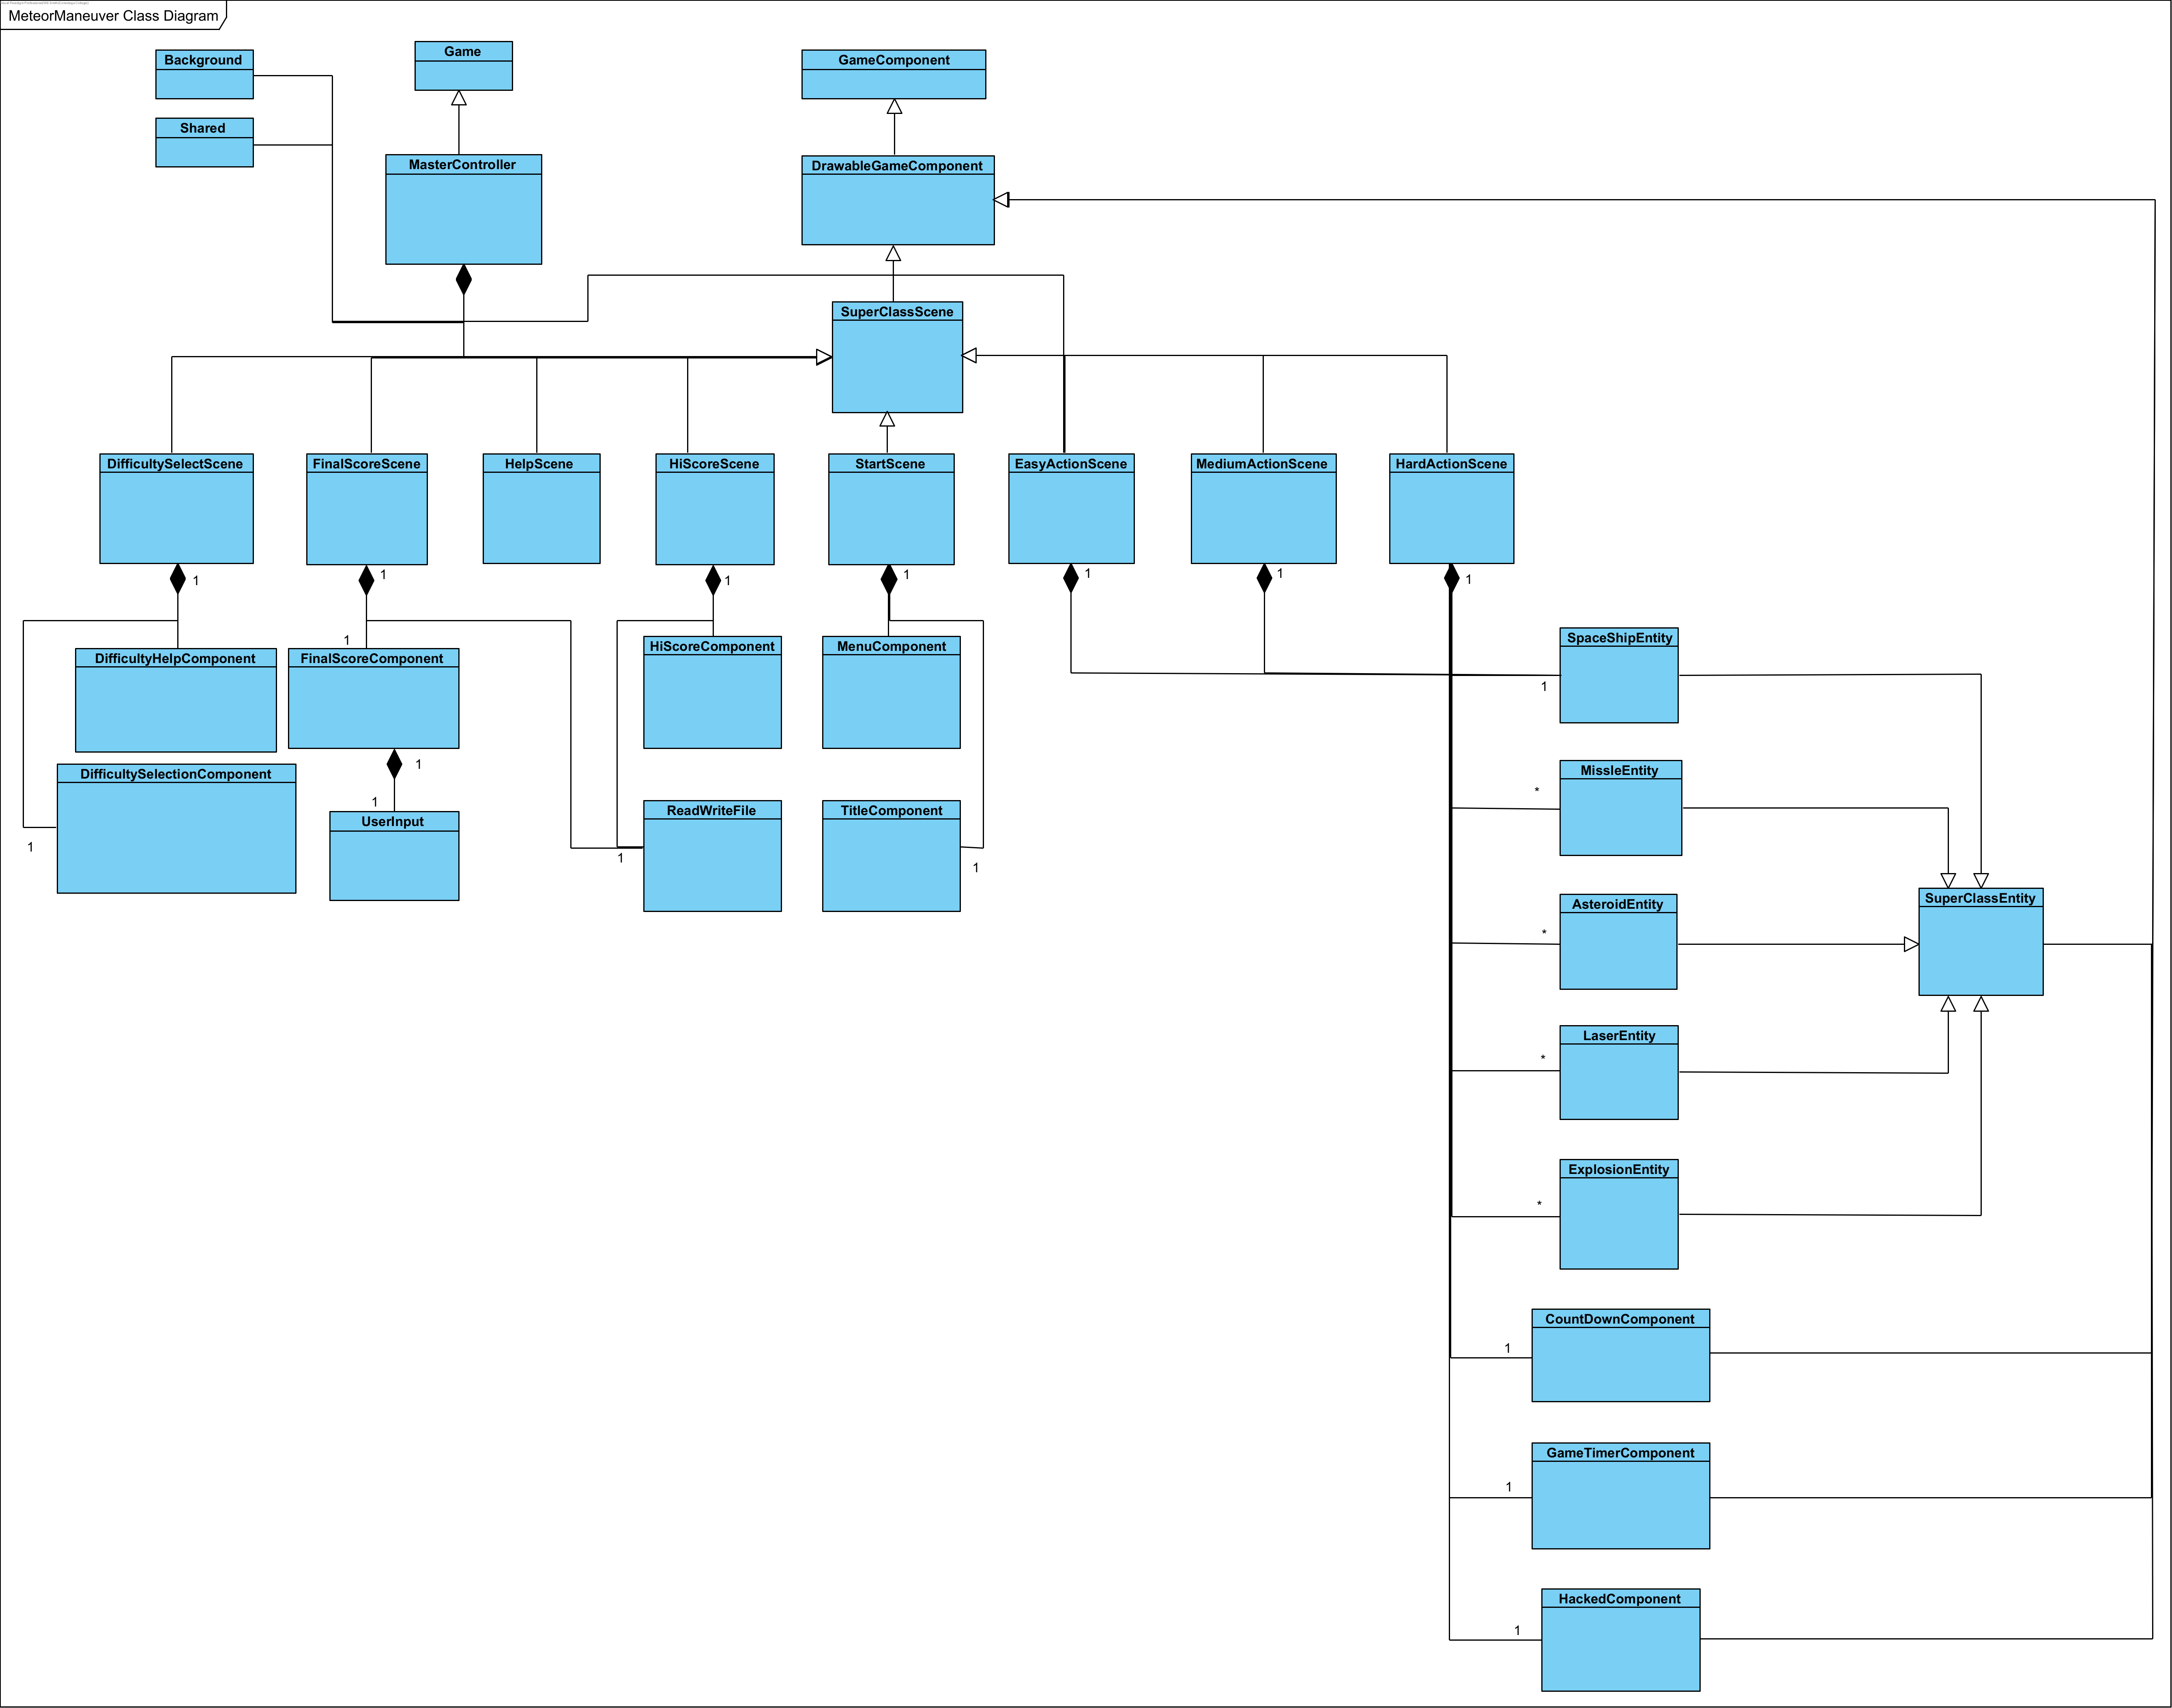 MeteorManeuver Class Diagram
Background
Game
GameComponent
Shared
MasterController
DrawableGameComponent
SuperClassScene
DifficultySelectScene
FinalScoreScene
HelpScene
HiScoreScene
StartScene
EasyActionScene
MediumActionScene
HardActionScene
1
1
1
1
1
1
1
1
DifficultyHelpComponent
FinalScoreComponent
HiScoreComponent
MenuComponent
SpaceShipEntity
1
1
DifficultySelectionComponent
1
UserInput
ReadWriteFile
TitleComponent
MissleEntity
*
1
1
1
SuperClassEntity
AsteroidEntity
*
LaserEntity
*
ExplosionEntity
*
CountDownComponent
1
GameTimerComponent
1
HackedComponent
1